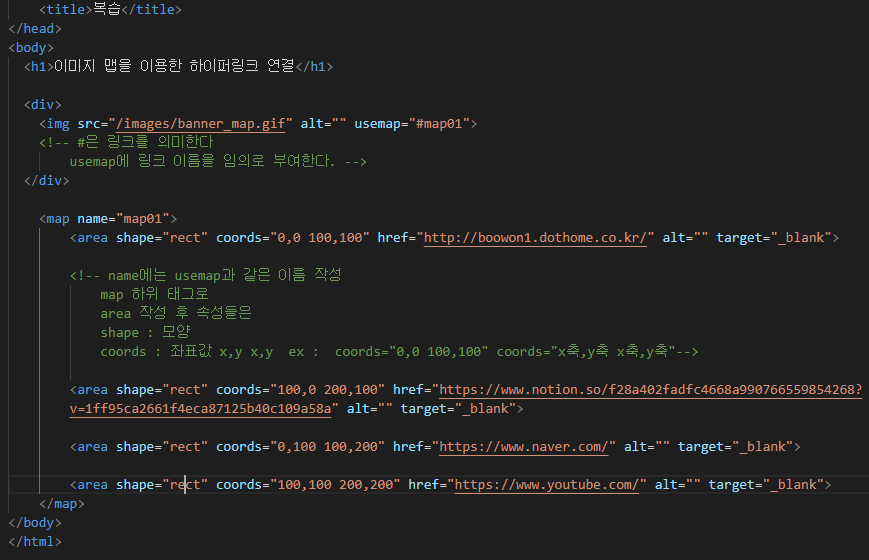 <title>복습</title>
</head>
<body>
<h1>이미지 맵을 이용한 하이퍼링크 연결</h1>
<div>
<img src="/images/banner_map.gif" alt="" usemap="#map01">
<!-- #은 링크를 의미한다
usemap에 링크 이름을 임의로 부여한다. -->
</div>
<map name="map01">
<area shape="rect" coords="0,0 100,100" href="http://boowon1.dothome.co.kr/" alt="" target="_blank">
<!-- name에는 usemap과 같은 이름 작성
map 하위 태그로
area 작성 후 속성들은
shape : 모양
coords : 좌표값 x,y x,y  ex :  coords="0,0 100,100" coords="x축,y축 x축,y축"-->
<area shape="rect" coords="100,0 200,100" href="https://www.notion.so/f28a402fadfc4668a990766559854268?
v=1ff95ca2661f4eca87125b40c109a58a" alt="" target="_blank">
<area shape="rect" coords="0,100 100,200" href="https://www.naver.com/" alt="" target="_blank">
<area shape="rect" coords="100,100 200,200" href="https://www.youtube.com/" alt="" target="_blank">
</map>
</body>
</html>